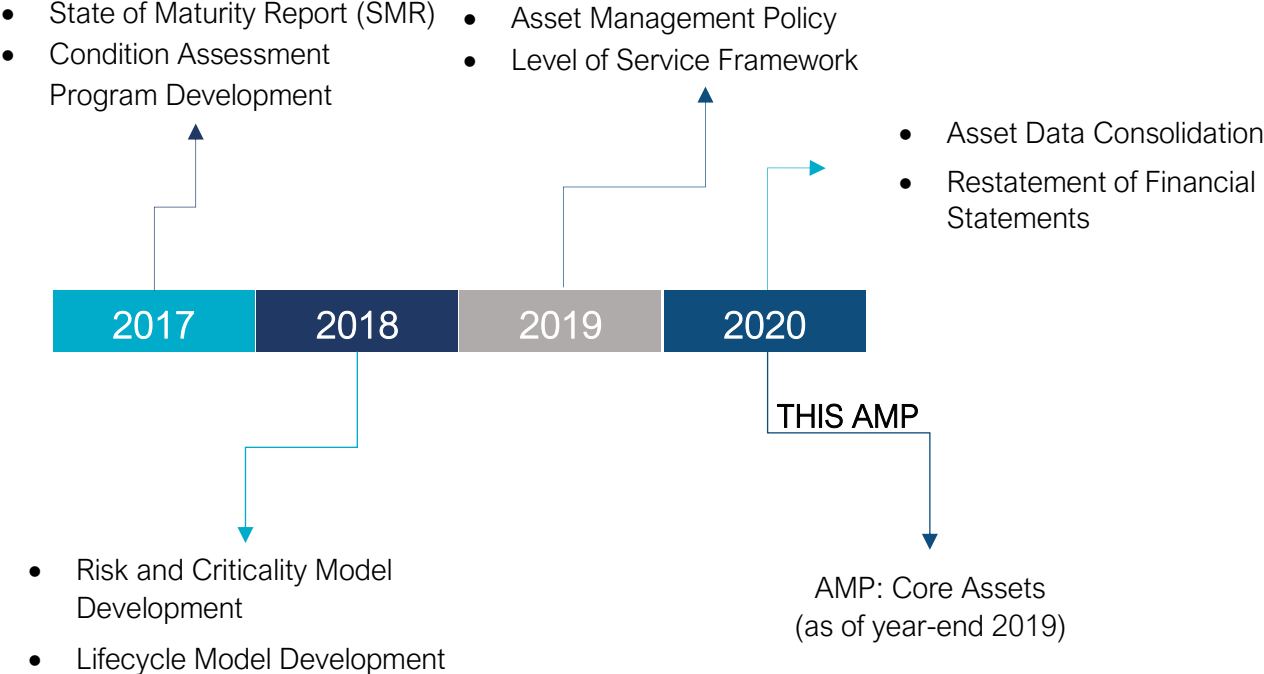 • State of Maturity Report (SMR)
• Condition Assessment
Program Development
• Asset Management Policy
• Level of Service Framework
• Asset Data Consolidation
• Restatement of Financial
Statements
2017
2018
2019
2020
THIS AMP
• Risk and Criticality Model
Development
• Lifecycle Model Development
AMP: Core Assets
(as of year-end 2019)